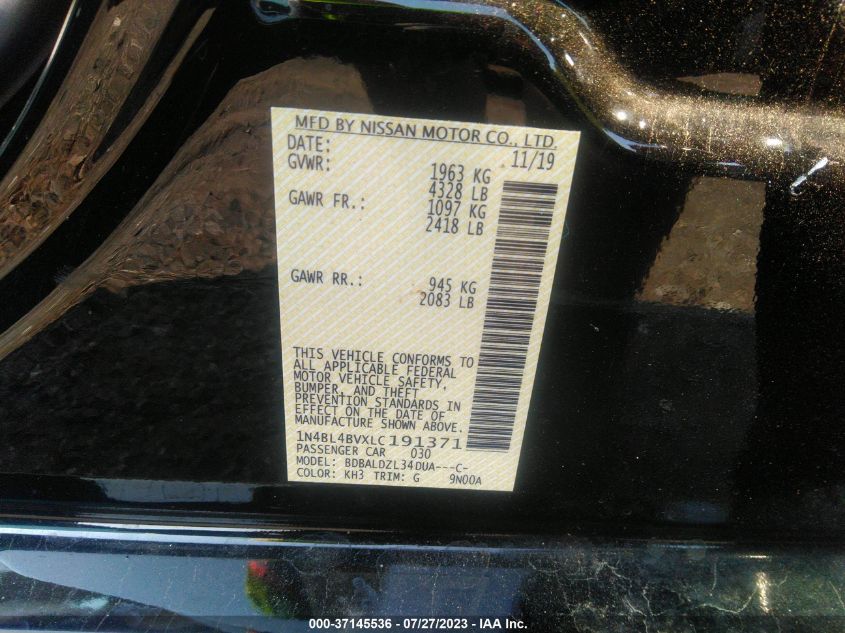 MFD BY NISSAN MOTOR CO., LTD.
DATE: 11/19
GVWR: 1963 KG
4328 LB
GAWR FR.: 1097 KG
2418 LB
GAWR RR.: 945 KG
2083 LB
THIS VEHICLE CONFORMS TO
ALL APPLICABLE FEDERAL
MOTOR VEHICLE SAFETY,
BUMPER, AND THEFT
PREVENTION STANDARDS IN
EFFECT ON THE DATE OF
MANUFACTURE SHOWN ABOVE.
1N4BL4BVXLC191371
PASSENGER CAR 030
MODEL: BDBALDZL34DUA---C-
COLOR: KH3 TRIM: G 9N00A
000-37145536 / 07/27/2023 - IAA Inc.